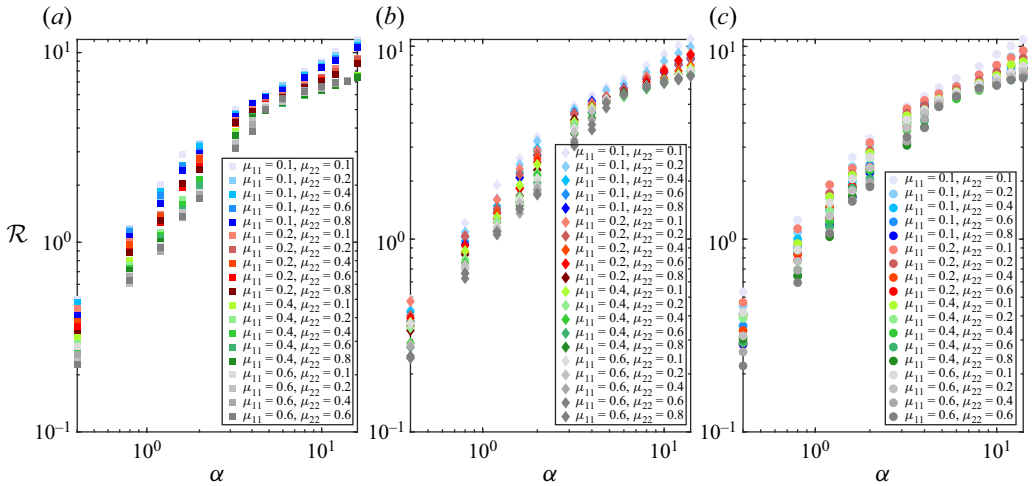 (a)
(b)
(c)
10¹
10⁰
10⁻¹
ℛ
μ₁₁ = 0.1, μ₂₂ = 0.1
μ₁₁ = 0.1, μ₂₂ = 0.2
μ₁₁ = 0.1, μ₂₂ = 0.4
μ₁₁ = 0.1, μ₂₂ = 0.6
μ₁₁ = 0.1, μ₂₂ = 0.8
μ₁₁ = 0.2, μ₂₂ = 0.1
μ₁₁ = 0.2, μ₂₂ = 0.2
μ₁₁ = 0.2, μ₂₂ = 0.4
μ₁₁ = 0.2, μ₂₂ = 0.6
μ₁₁ = 0.2, μ₂₂ = 0.8
μ₁₁ = 0.4, μ₂₂ = 0.1
μ₁₁ = 0.4, μ₂₂ = 0.2
μ₁₁ = 0.4, μ₂₂ = 0.4
μ₁₁ = 0.4, μ₂₂ = 0.6
μ₁₁ = 0.4, μ₂₂ = 0.8
μ₁₁ = 0.6, μ₂₂ = 0.1
μ₁₁ = 0.6, μ₂₂ = 0.2
μ₁₁ = 0.6, μ₂₂ = 0.4
μ₁₁ = 0.6, μ₂₂ = 0.6
10⁰
10¹
α
10¹
10⁰
10⁻¹
μ₁₁ = 0.1, μ₂₂ = 0.1
μ₁₁ = 0.1, μ₂₂ = 0.2
μ₁₁ = 0.1, μ₂₂ = 0.4
μ₁₁ = 0.1, μ₂₂ = 0.6
μ₁₁ = 0.1, μ₂₂ = 0.8
μ₁₁ = 0.2, μ₂₂ = 0.1
μ₁₁ = 0.2, μ₂₂ = 0.2
μ₁₁ = 0.2, μ₂₂ = 0.4
μ₁₁ = 0.2, μ₂₂ = 0.6
μ₁₁ = 0.2, μ₂₂ = 0.8
μ₁₁ = 0.4, μ₂₂ = 0.1
μ₁₁ = 0.4, μ₂₂ = 0.2
μ₁₁ = 0.4, μ₂₂ = 0.4
μ₁₁ = 0.4, μ₂₂ = 0.6
μ₁₁ = 0.4, μ₂₂ = 0.8
μ₁₁ = 0.6, μ₂₂ = 0.1
μ₁₁ = 0.6, μ₂₂ = 0.2
μ₁₁ = 0.6, μ₂₂ = 0.4
μ₁₁ = 0.6, μ₂₂ = 0.6
μ₁₁ = 0.6, μ₂₂ = 0.8
10⁰
10¹
α
10¹
10⁰
10⁻¹
μ₁₁ = 0.1, μ₂₂ = 0.1
μ₁₁ = 0.1, μ₂₂ = 0.2
μ₁₁ = 0.1, μ₂₂ = 0.4
μ₁₁ = 0.1, μ₂₂ = 0.6
μ₁₁ = 0.1, μ₂₂ = 0.8
μ₁₁ = 0.2, μ₂₂ = 0.1
μ₁₁ = 0.2, μ₂₂ = 0.2
μ₁₁ = 0.2, μ₂₂ = 0.4
μ₁₁ = 0.2, μ₂₂ = 0.6
μ₁₁ = 0.4, μ₂₂ = 0.1
μ₁₁ = 0.4, μ₂₂ = 0.2
μ₁₁ = 0.4, μ₂₂ = 0.4
μ₁₁ = 0.4, μ₂₂ = 0.6
μ₁₁ = 0.4, μ₂₂ = 0.8
μ₁₁ = 0.6, μ₂₂ = 0.1
μ₁₁ = 0.6, μ₂₂ = 0.2
μ₁₁ = 0.6, μ₂₂ = 0.4
μ₁₁ = 0.6, μ₂₂ = 0.6
10⁰
10¹
α